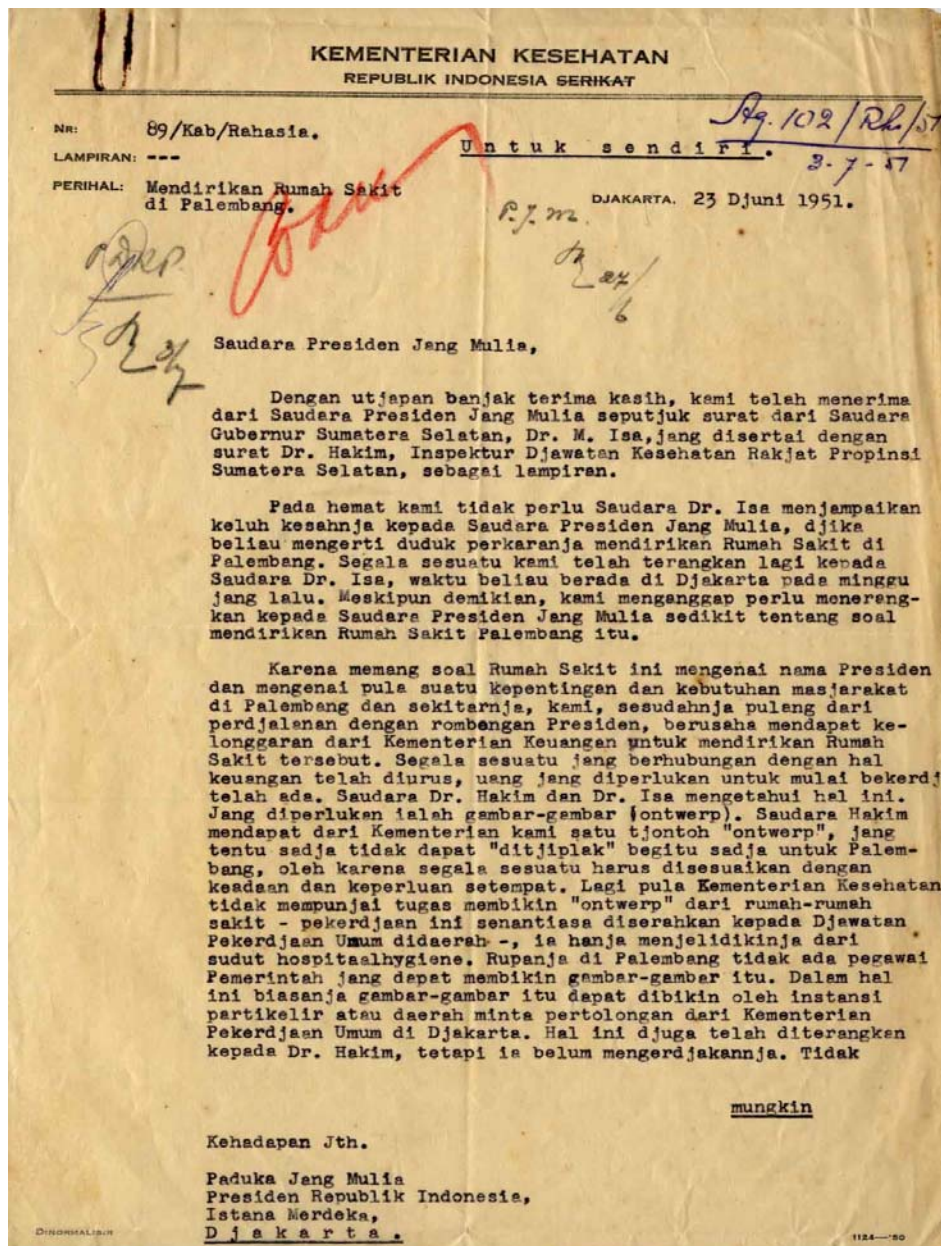 KEMENTERIAN KESEHATAN
REPUBLIK INDONESIA SERIKAT
Ag. 102/Rh./51
3-7-51
NR: 89/Kab/Rahasia.
Untuk sendiri.
LAMPIRAN: ---
PERIHAL: Mendirikan Rumah Sakit
di Palembang.
DJAKARTA. 23 Djuni 1951.
P.J.M.
27/6
Saudara Presiden Jang Mulia,
Dengan utjapan banjak terima kasih, kami telah menerima
dari Saudara Presiden Jang Mulia seputjuk surat dari Saudara
Gubernur Sumatera Selatan, Dr. M. Isa,jang disertai dengan
surat Dr. Hakim, Inspektur Djawatan Kesehatan Rakjat Propinsi
Sumatera Selatan, sebagai lampiran.
Pada hemat kami tidak perlu Saudara Dr. Isa menjampaikan
keluh kesahnja kepada Saudara Presiden Jang Mulia, djika
beliau mengerti duduk perkaranja mendirikan Rumah Sakit di
Palembang. Segala sesuatu kami telah terangkan lagi kepada
Saudara Dr. Isa, waktu beliau berada di Djakarta pada minggu
jang lalu. Meskipun demikian, kami menganggap perlu menerang-
kan kepada Saudara Presiden Jang Mulia sedikit tentang soal
mendirikan Rumah Sakit Palembang itu.
Karena memang soal Rumah Sakit ini mengenai nama Presiden
dan mengenai pula suatu kepentingan dan kebutuhan masjarakat
di Palembang dan sekitarnja, kami, sesudahnja pulang dari
perdjalanan dengan rombongan Presiden, berusaha mendapat ke-
longgaran dari Kementerian Keuangan untuk mendirikan Rumah
Sakit tersebut. Segala sesuatu jang berhubungan dengan hal
keuangan telah diurus, uang jang diperlukan untuk mulai bekerdj
telah ada. Saudara Dr. Hakim dan Dr. Isa mengetahui hal ini.
Jang diperlukan ialah gambar-gambar (ontwerp). Saudara Hakim
mendapat dari Kementerian kami satu tjontoh "ontwerp", jang
tentu sadja tidak dapat "ditjiplak" begitu sadja untuk Palem-
bang, oleh karena segala sesuatu harus disesuaikan dengan
keadaan dan keperluan setempat. Lagi pula Kementerian Kesehatan
tidak mempunjai tugas membikin "ontwerp" dari rumah-rumah
sakit - pekerdjaan ini senantiasa diserahkan kepada Djawatan
Pekerdjaan Umum didaerah -, ia hanja menjelidikinja dari
sudut hospitaalhygiene. Rupanja di Palembang tidak ada pegawai
Pemerintah jang dapat membikin gambar-gambar itu. Dalam hal
ini biasanja gambar-gambar itu dapat dibikin oleh instansi
partikelir atau daerah minta pertolongan dari Kementerian
Pekerdjaan Umum di Djakarta. Hal ini djuga telah diterangken
kepada Dr. Hakim, tetapi ia belum mengerdjakannja. Tidak
mungkin
Kehadapan Jth.
Paduka Jang Mulia
Presiden Republik Indonesia,
Istana Merdeka,
Djakarta.
DINORMALISIR
1124—'50